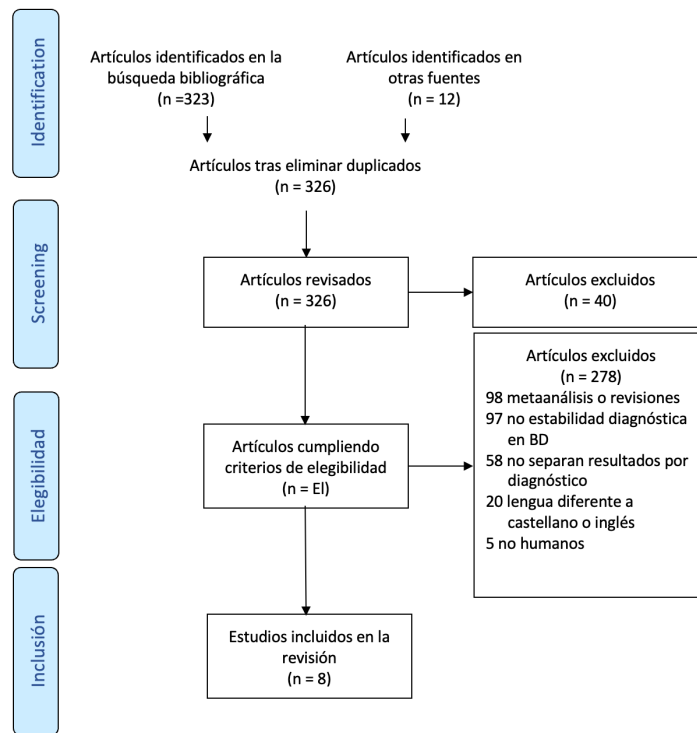 Identification
Artículos identificados en la
búsqueda bibliográfica
(n =323)
Artículos identificados en
otras fuentes
(n = 12)
Artículos tras eliminar duplicados
(n = 326)
Screening
Artículos revisados
(n = 326)
Artículos excluidos
(n = 40)
Artículos excluidos
(n = 278)
98 metaanálisis o revisiones
97 no estabilidad diagnóstica
en BD
58 no separan resultados por
diagnóstico
20 lengua diferente a
castellano o inglés
5 no humanos
Elegibilidad
Artículos cumpliendo
criterios de elegibilidad
(n = El)
Inclusión
Estudios incluidos en la
revisión
(n = 8)